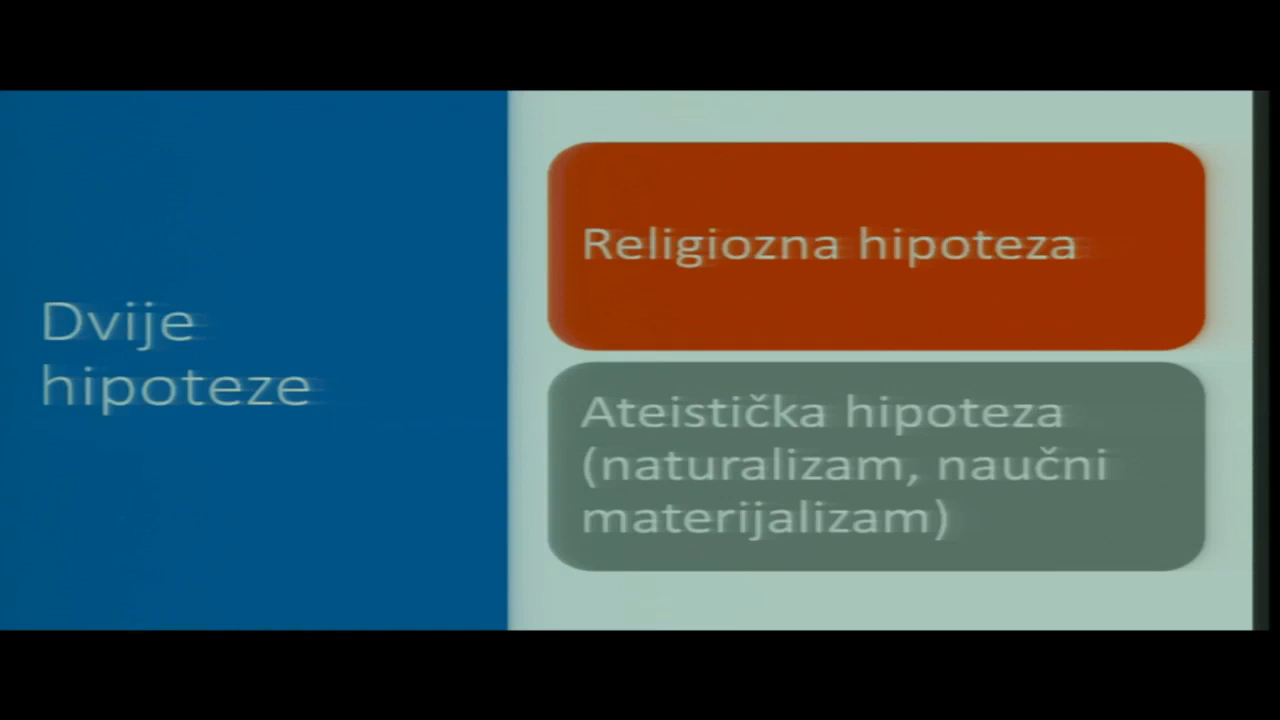 Dvije
hipoteze
Religiozna hipoteza
Ateistička hipoteza
(naturalizam, naučni
materijalizam)